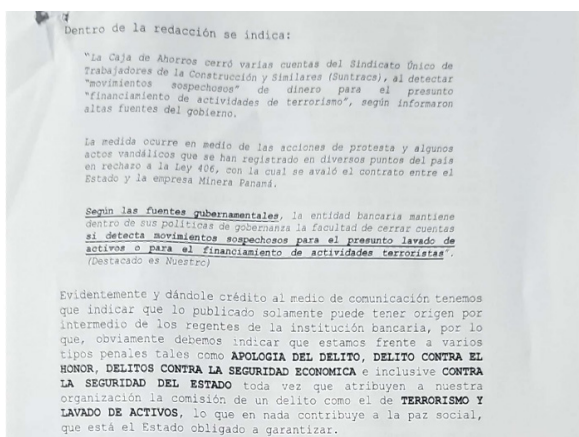 Dentro de la redacción se indica:
"La Caja de Ahorros cerró varias cuentas del Sindicato Único de
Trabajadores de la Construcción y Similares (Suntracs), al detectar
"movimientos sospechosos" de dinero para el presunto
"financiamiento de actividades de terrorismo", según informaron
altas fuentes del gobierno.
La medida ocurre en medio de las acciones de protesta y algunos
actos vandálicos que se han registrado en diversos puntos del país
en rechazo a la Ley 406, con la cual se avaló el contrato entre el
Estado y la empresa Minera Panamá.
Según las fuentes gubernamentales, la entidad bancaria mantiene
dentro de sus políticas de gobernanza la facultad de cerrar cuentas
si detecta movimientos sospechosos para el presunto lavado de
activos o para el financiamiento de actividades terroristas".
(Destacado es Nuestro)
Evidentemente y dándole crédito al medio de comunicación tenemos
que indicar que lo publicado solamente puede tener origen por
intermedio de los regentes de la institución bancaria, por lo
que, obviamente debemos indicar que estamos frente a varios
tipos penales tales como APOLOGIA DEL DELITO, DELITO CONTRA EL
HONOR, DELITOS CONTRA LA SEGURIDAD ECONOMICA e inclusive CONTRA
LA SEGURIDAD DEL ESTADO toda vez que atribuyen a nuestra
organización la comisión de un delito como el de TERRORISMO Y
LAVADO DE ACTIVOS, lo que en nada contribuye a la paz social,
que está el Estado obligado a garantizar.